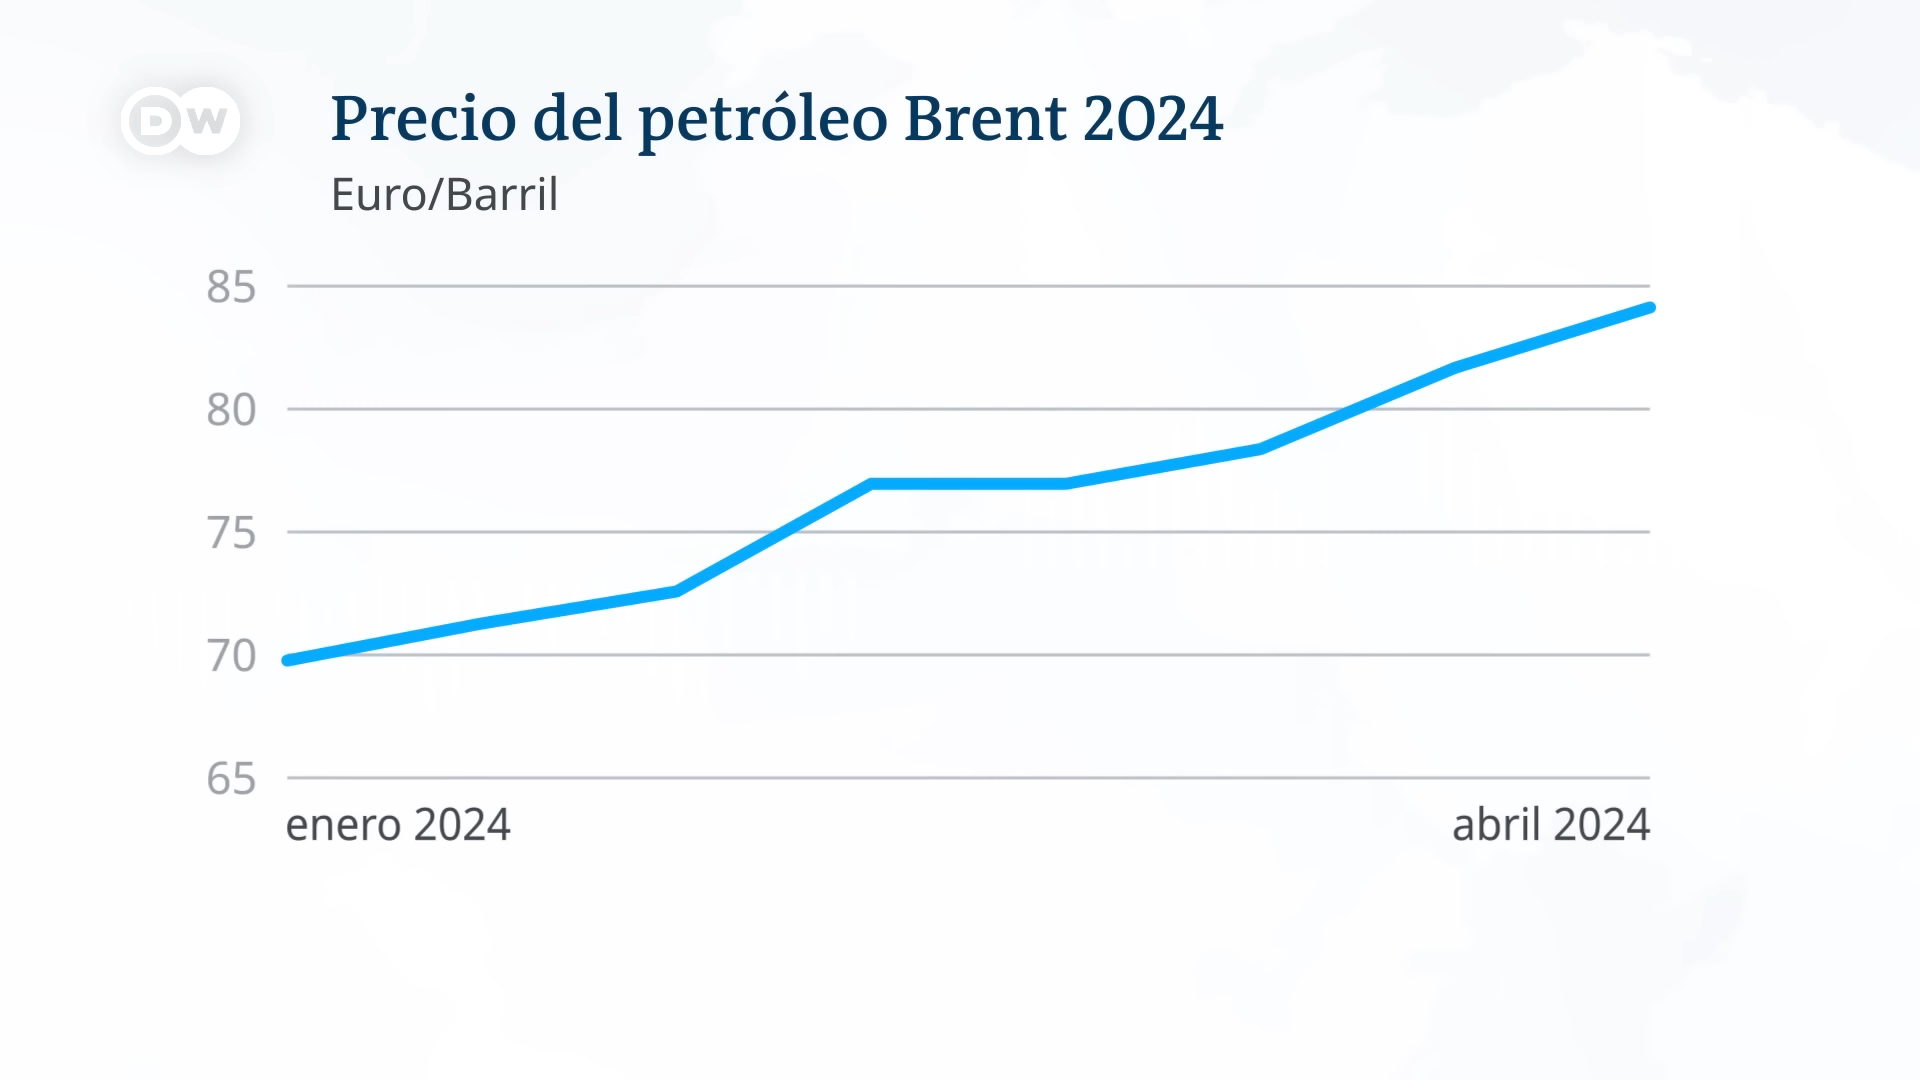 DW
Precio del petróleo Brent 2024
Euro/Barril
85
80
75
70
65
enero 2024
abril 2024